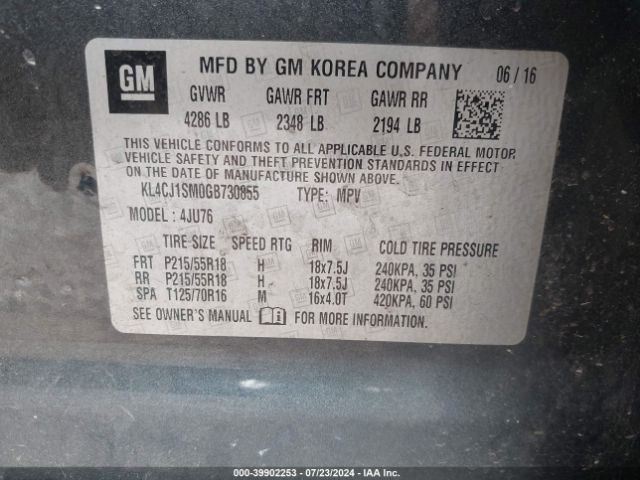 GM
MFD BY GM KOREA COMPANY 06/16
GVWR GAWR FRT GAWR RR
4286 LB 2348 LB 2194 LB
THIS VEHICLE CONFORMS TO ALL APPLICABLE U.S. FEDERAL MOTOR
VEHICLE SAFETY AND THEFT PREVENTION STANDARDS IN EFFECT
ON THE DATE OF MANUFACTURE SHOWN ABOVE.
KL4CJ1SM0GB730855 TYPE: MPV
MODEL: 4JU76
TIRE SIZE SPEED RTG RIM COLD TIRE PRESSURE
FRT P215/55R18 H 18x7.5J 240KPA, 35 PSI
RR P215/55R18 H 18x7.5J 240KPA, 35 PSI
SPA T125/70R16 M 16x4.0T 420KPA, 60 PSI
SEE OWNER'S MANUAL FOR MORE INFORMATION.
000-39902253 - 07/23/2024 - IAA Inc.